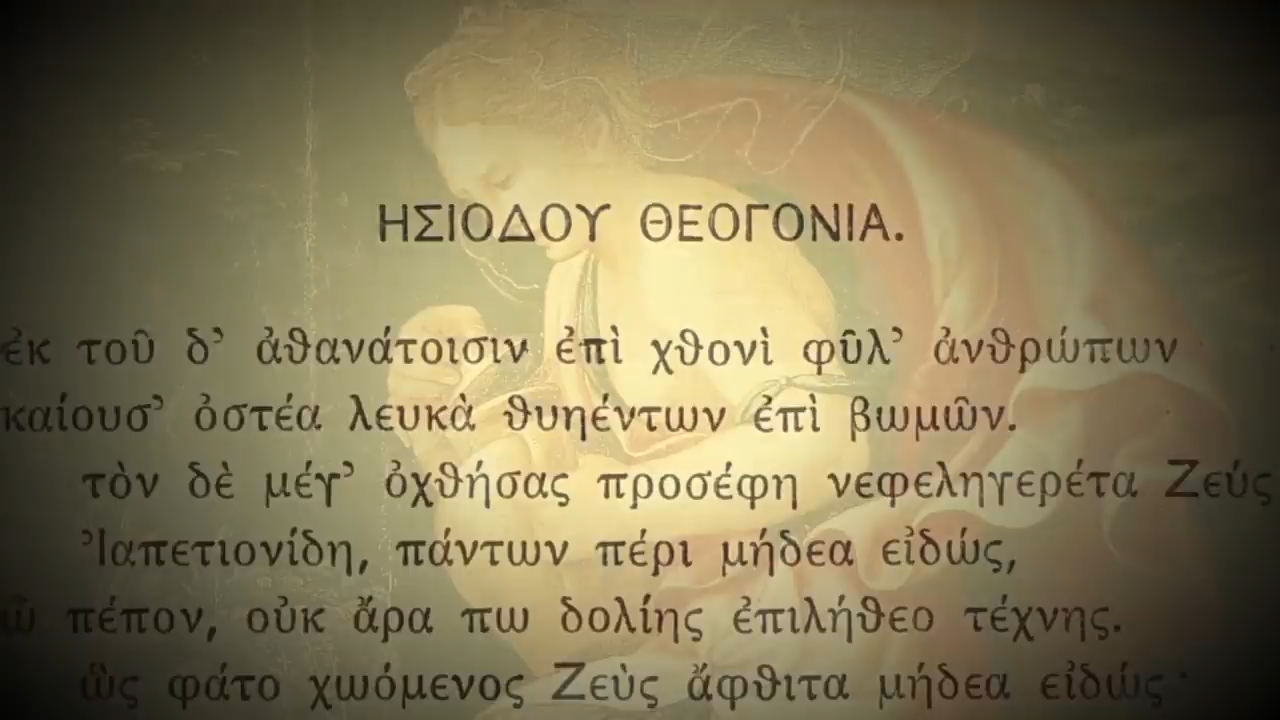 ΗΣΙΟΔΟΥ ΘΕΟΓΟΝΙΑ.
ἐκ τοῦ δ’ ἀθανάτοισιν ἐπὶ χθονὶ φῦλ’ ἀνθρώπων
καίουσ’ ὀστέα λευκὰ θυηέντων ἐπὶ βωμῶν.
τὸν δὲ μέγ’ ὀχθήσας προσέφη νεφεληγερέτα Ζεύς
Ἰαπετιονίδη, πάντων πέρι μήδεα εἰδώς,
ὦ πέπον, οὐκ ἄρα πω δολίης ἐπιλήθεο τέχνης.
ὣς φάτο χωόμενος Ζεὺς ἄφθιτα μήδεα εἰδώς·